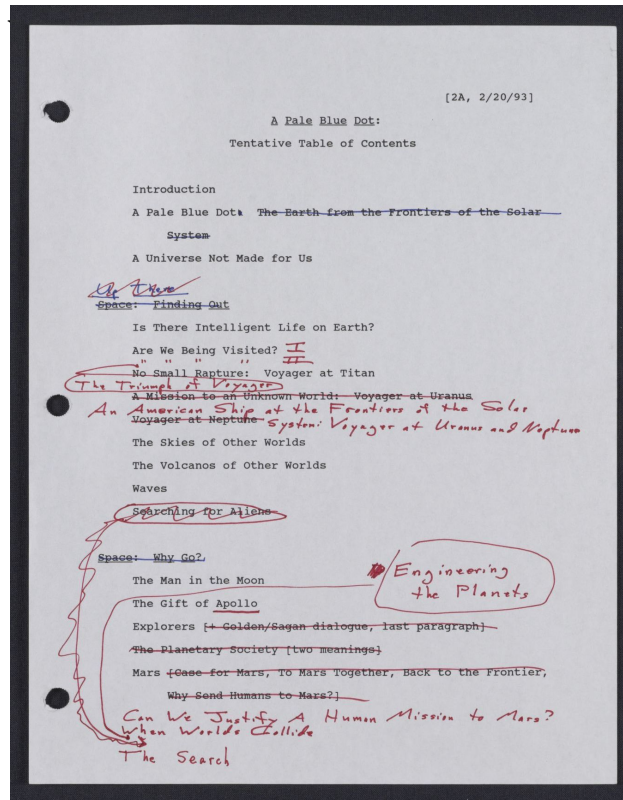 [2A, 2/20/93]
A Pale Blue Dot:
Tentative Table of Contents
Introduction
A Pale Blue Dot: The Earth from the Frontiers of the Solar
System
A Universe Not Made for Us
Up There
Space: Finding Out
Is There Intelligent Life on Earth?
Are We Being Visited? I
" " " " II
No Small Rapture: Voyager at Titan
The Triumph of Voyager
A Mission to an Unknown World: Voyager at Uranus
An American Ship at the Frontiers of the Solar
Voyager at Neptune System: Voyager at Uranus and Neptune
The Skies of Other Worlds
The Volcanos of Other Worlds
Waves
Searching for Aliens
Space: Why Go?
Engineering
The Man in the Moon
the Planets
The Gift of Apollo
Explorers [+ Golden/Sagan dialogue, last paragraph]
The Planetary Society [two meanings]
Mars [Case for Mars, To Mars Together, Back to the Frontier,
Why Send Humans to Mars?]
Can We Justify A Human Mission to Mars?
When Worlds Collide
The Search